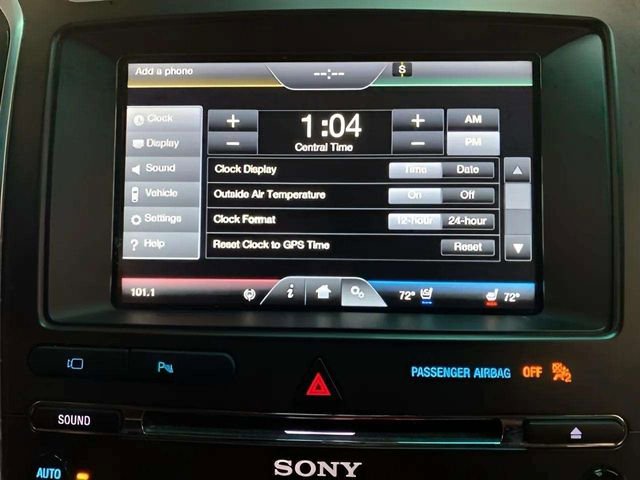 Add a phone --:-- S
Clock + 1:04 + AM
Display − Central Time − PM
Sound Clock Display Time Date
Vehicle Outside Air Temperature On Off
Settings Clock Format 12-hour 24-hour
? Help Reset Clock to GPS Time Reset
101.1 i 72° 72°
PASSENGER AIRBAG OFF 2
SOUND
AUTO SONY